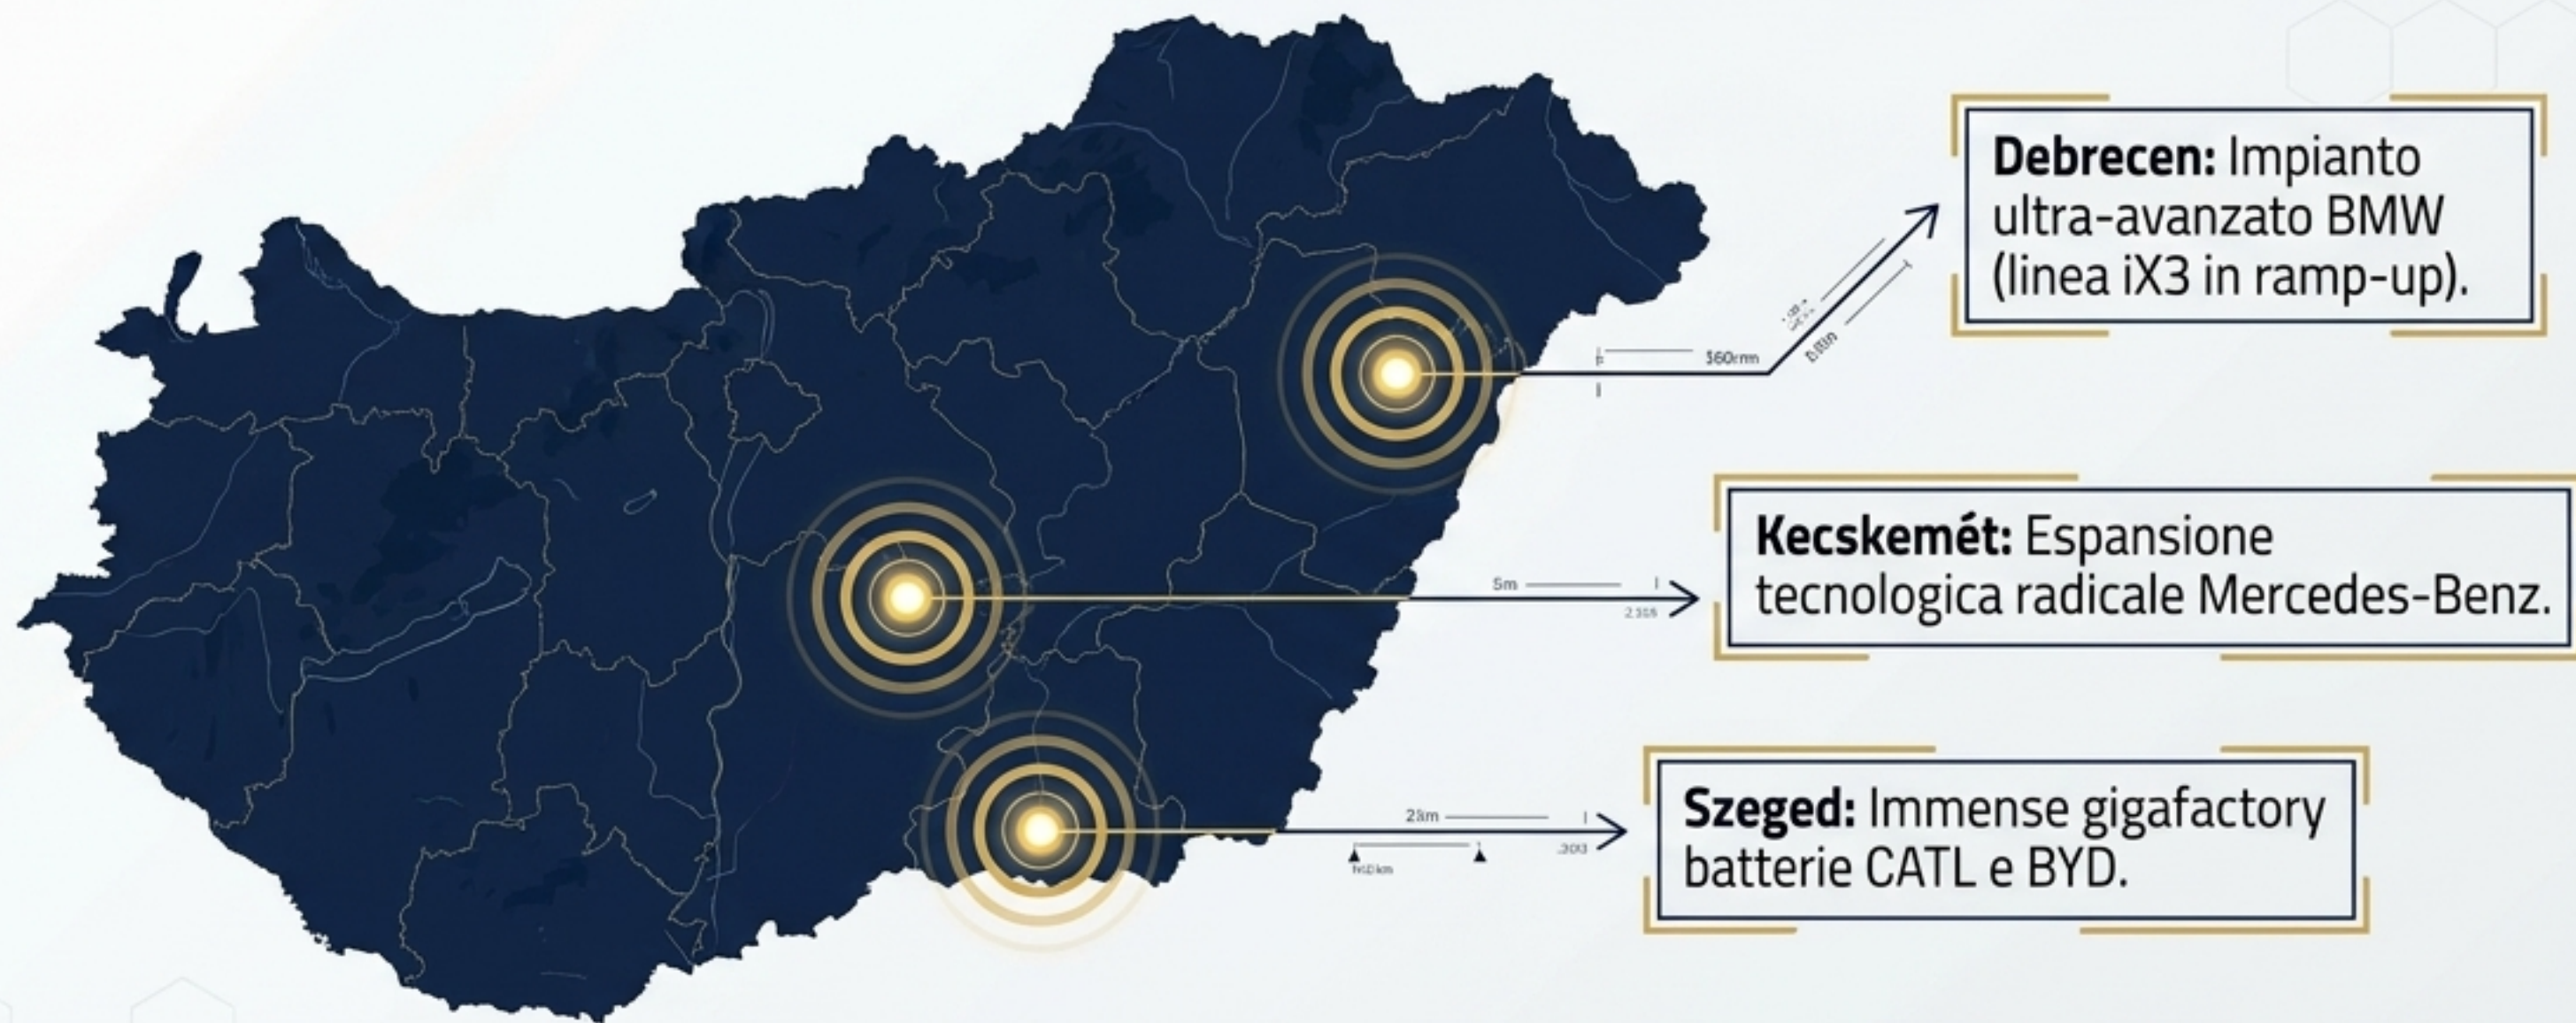 Debrecen: Impianto
ultra-avanzato BMW
(linea iX3 in ramp-up).
Kecskemét: Espansione
tecnologica radicale Mercedes-Benz.
5m
Szeged: Immense gigafactory
batterie CATL e BYD.